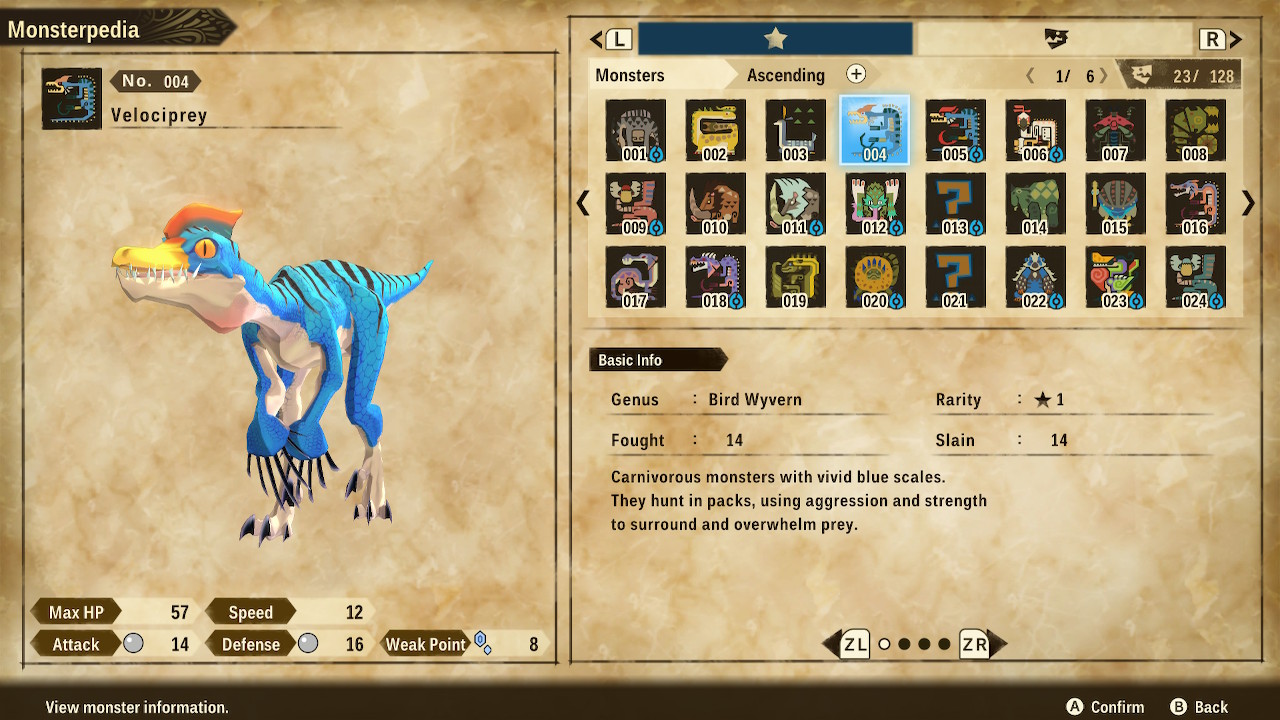 Monsterpedia
No. 004
Velociprey
Max HP 57 Speed 12
Attack 14 Defense 16 Weak Point 8
L R
Monsters Ascending + 1/ 6 23/ 128
001 002 003 004 005 006 007 008
009 010 011 012 013 014 015 016
017 018 019 020 021 022 023 024
Basic Info
Genus : Bird Wyvern Rarity : ★ 1
Fought : 14 Slain : 14
Carnivorous monsters with vivid blue scales.
They hunt in packs, using aggression and strength
to surround and overwhelm prey.
ZL ZR
View monster information. A Confirm B Back